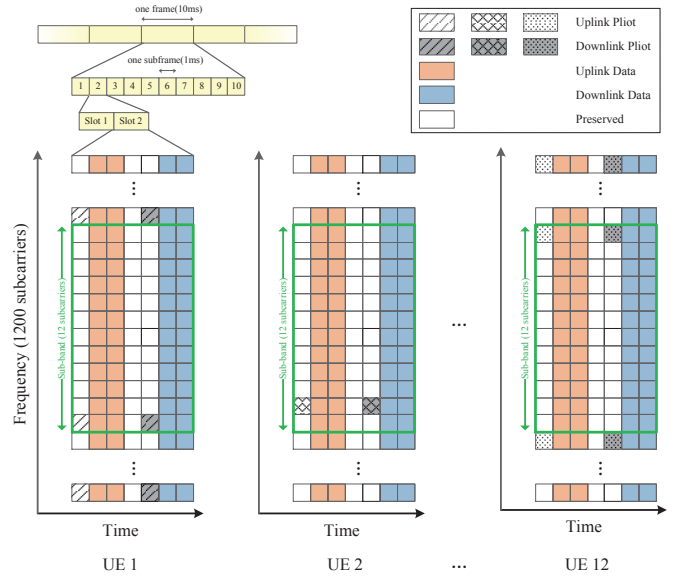 one frame(10ms)
one subframe(1ms)
1 2 3 4 5 6 7 8 9 10
Slot 1 Slot 2
Uplink Pliot
Downlink Pliot
Uplink Data
Downlink Data
Preserved
Frequency (1200 subcarriers)
Sub-band (12 subcarriers)
Sub-band (12 subcarriers)
Sub-band (12 subcarriers)
...
...
...
...
...
...
...
Time Time Time
UE 1 UE 2 ... UE 12